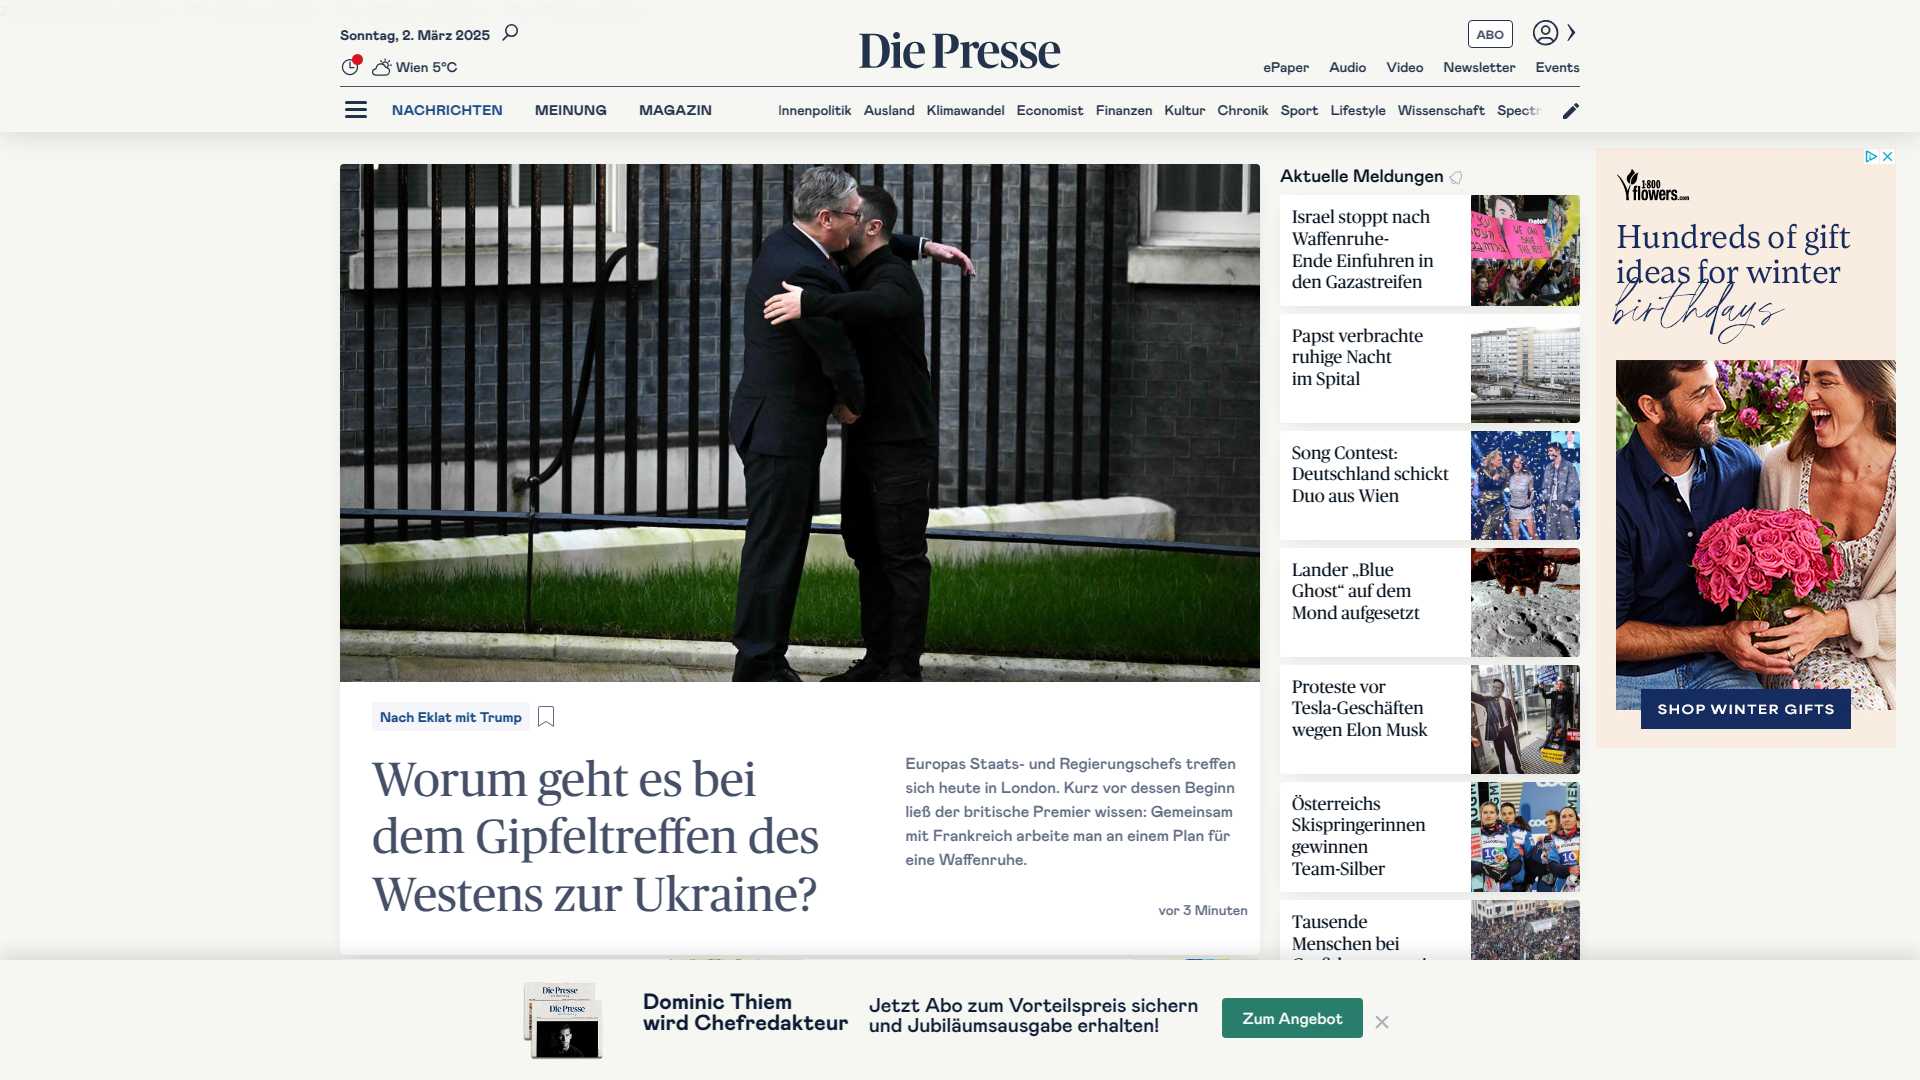 Sonntag, 2. März 2025
Wien 5°C
Die Presse
ABO
ePaper Audio Video Newsletter Events
NACHRICHTEN MEINUNG MAGAZIN
Innenpolitik Ausland Klimawandel Economist Finanzen Kultur Chronik Sport Lifestyle Wissenschaft Spectr
Nach Eklat mit Trump
Worum geht es bei
dem Gipfeltreffen des
Westens zur Ukraine?
Europas Staats- und Regierungschefs treffen
sich heute in London. Kurz vor dessen Beginn
ließ der britische Premier wissen: Gemeinsam
mit Frankreich arbeite man an einem Plan für
eine Waffenruhe.
vor 3 Minuten
Aktuelle Meldungen
Israel stoppt nach
Waffenruhe-
Ende Einfuhren in
den Gazastreifen
WE CAN
SAVE
Papst verbrachte
ruhige Nacht
im Spital
Song Contest:
Deutschland schickt
Duo aus Wien
Lander „Blue
Ghost“ auf dem
Mond aufgesetzt
Proteste vor
Tesla-Geschäften
wegen Elon Musk
Österreichs
Skispringerinnen
gewinnen
Team-Silber
Tausende
Menschen bei
1-800
flowers.com
Hundreds of gift
ideas for winter
birthdays
SHOP WINTER GIFTS
Die Presse
Die Presse
Dominic Thiem
wird Chefredakteur
Jetzt Abo zum Vorteilspreis sichern
und Jubiläumsausgabe erhalten!
Zum Angebot